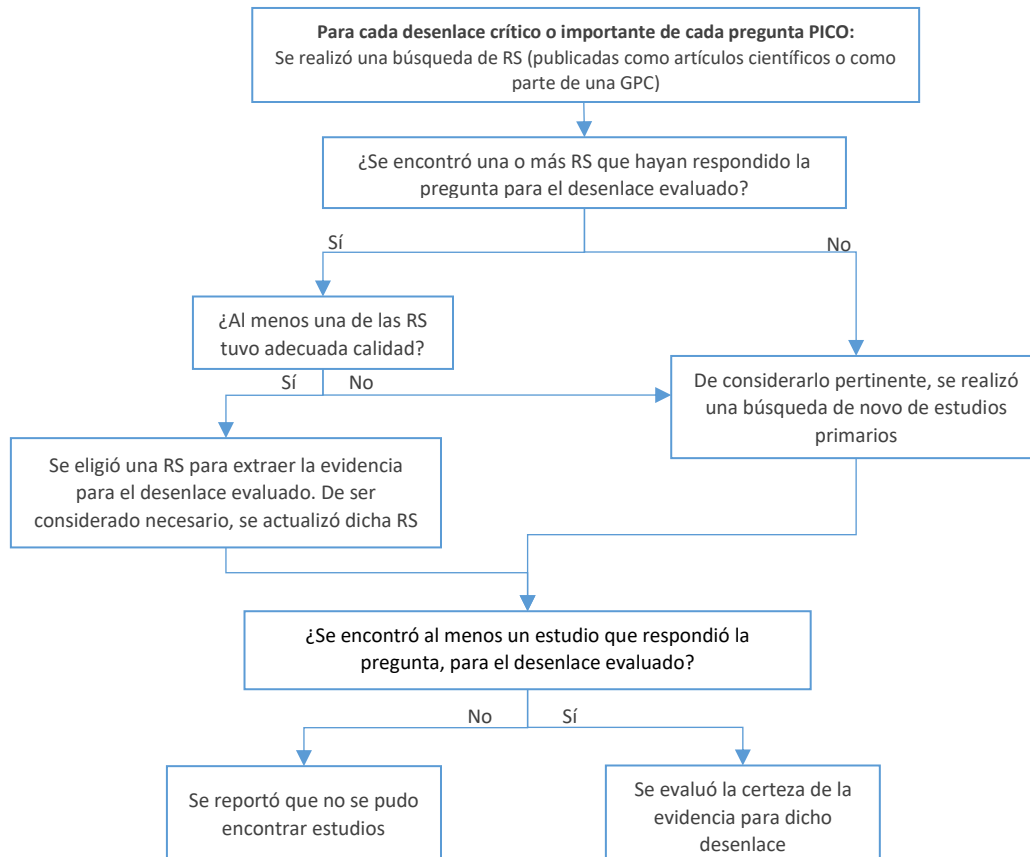 Para cada desenlace crítico o importante de cada pregunta PICO:
Se realizó una búsqueda de RS (publicadas como artículos científicos o como
parte de una GPC)
¿Se encontró una o más RS que hayan respondido la
pregunta para el desenlace evaluado?
Sí
No
¿Al menos una de las RS
tuvo adecuada calidad?
Sí
No
De considerarlo pertinente, se realizó
una búsqueda de novo de estudios
primarios
Se eligió una RS para extraer la evidencia
para el desenlace evaluado. De ser
considerado necesario, se actualizó dicha RS
¿Se encontró al menos un estudio que respondió la
pregunta, para el desenlace evaluado?
No
Sí
Se reportó que no se pudo
encontrar estudios
Se evaluó la certeza de la
evidencia para dicho
desenlace